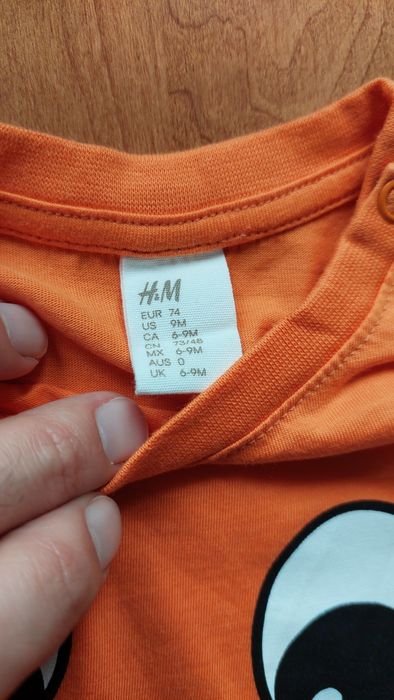 H&M
EUR 74
US 9M
CA 6-9M
CN 73/48
MX 6-9M
AUS 0
UK 6-9M